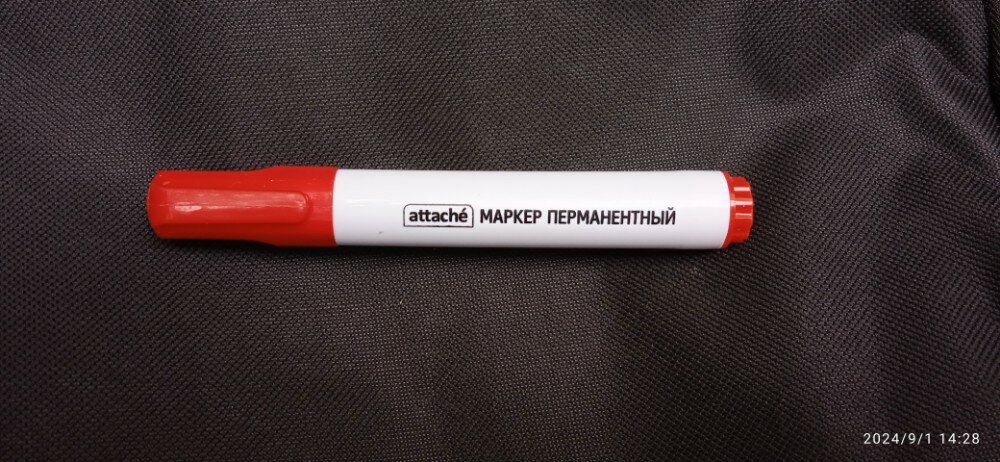 attaché МАРКЕР ПЕРМАНЕНТНЫЙ
2024/9/1 14:28